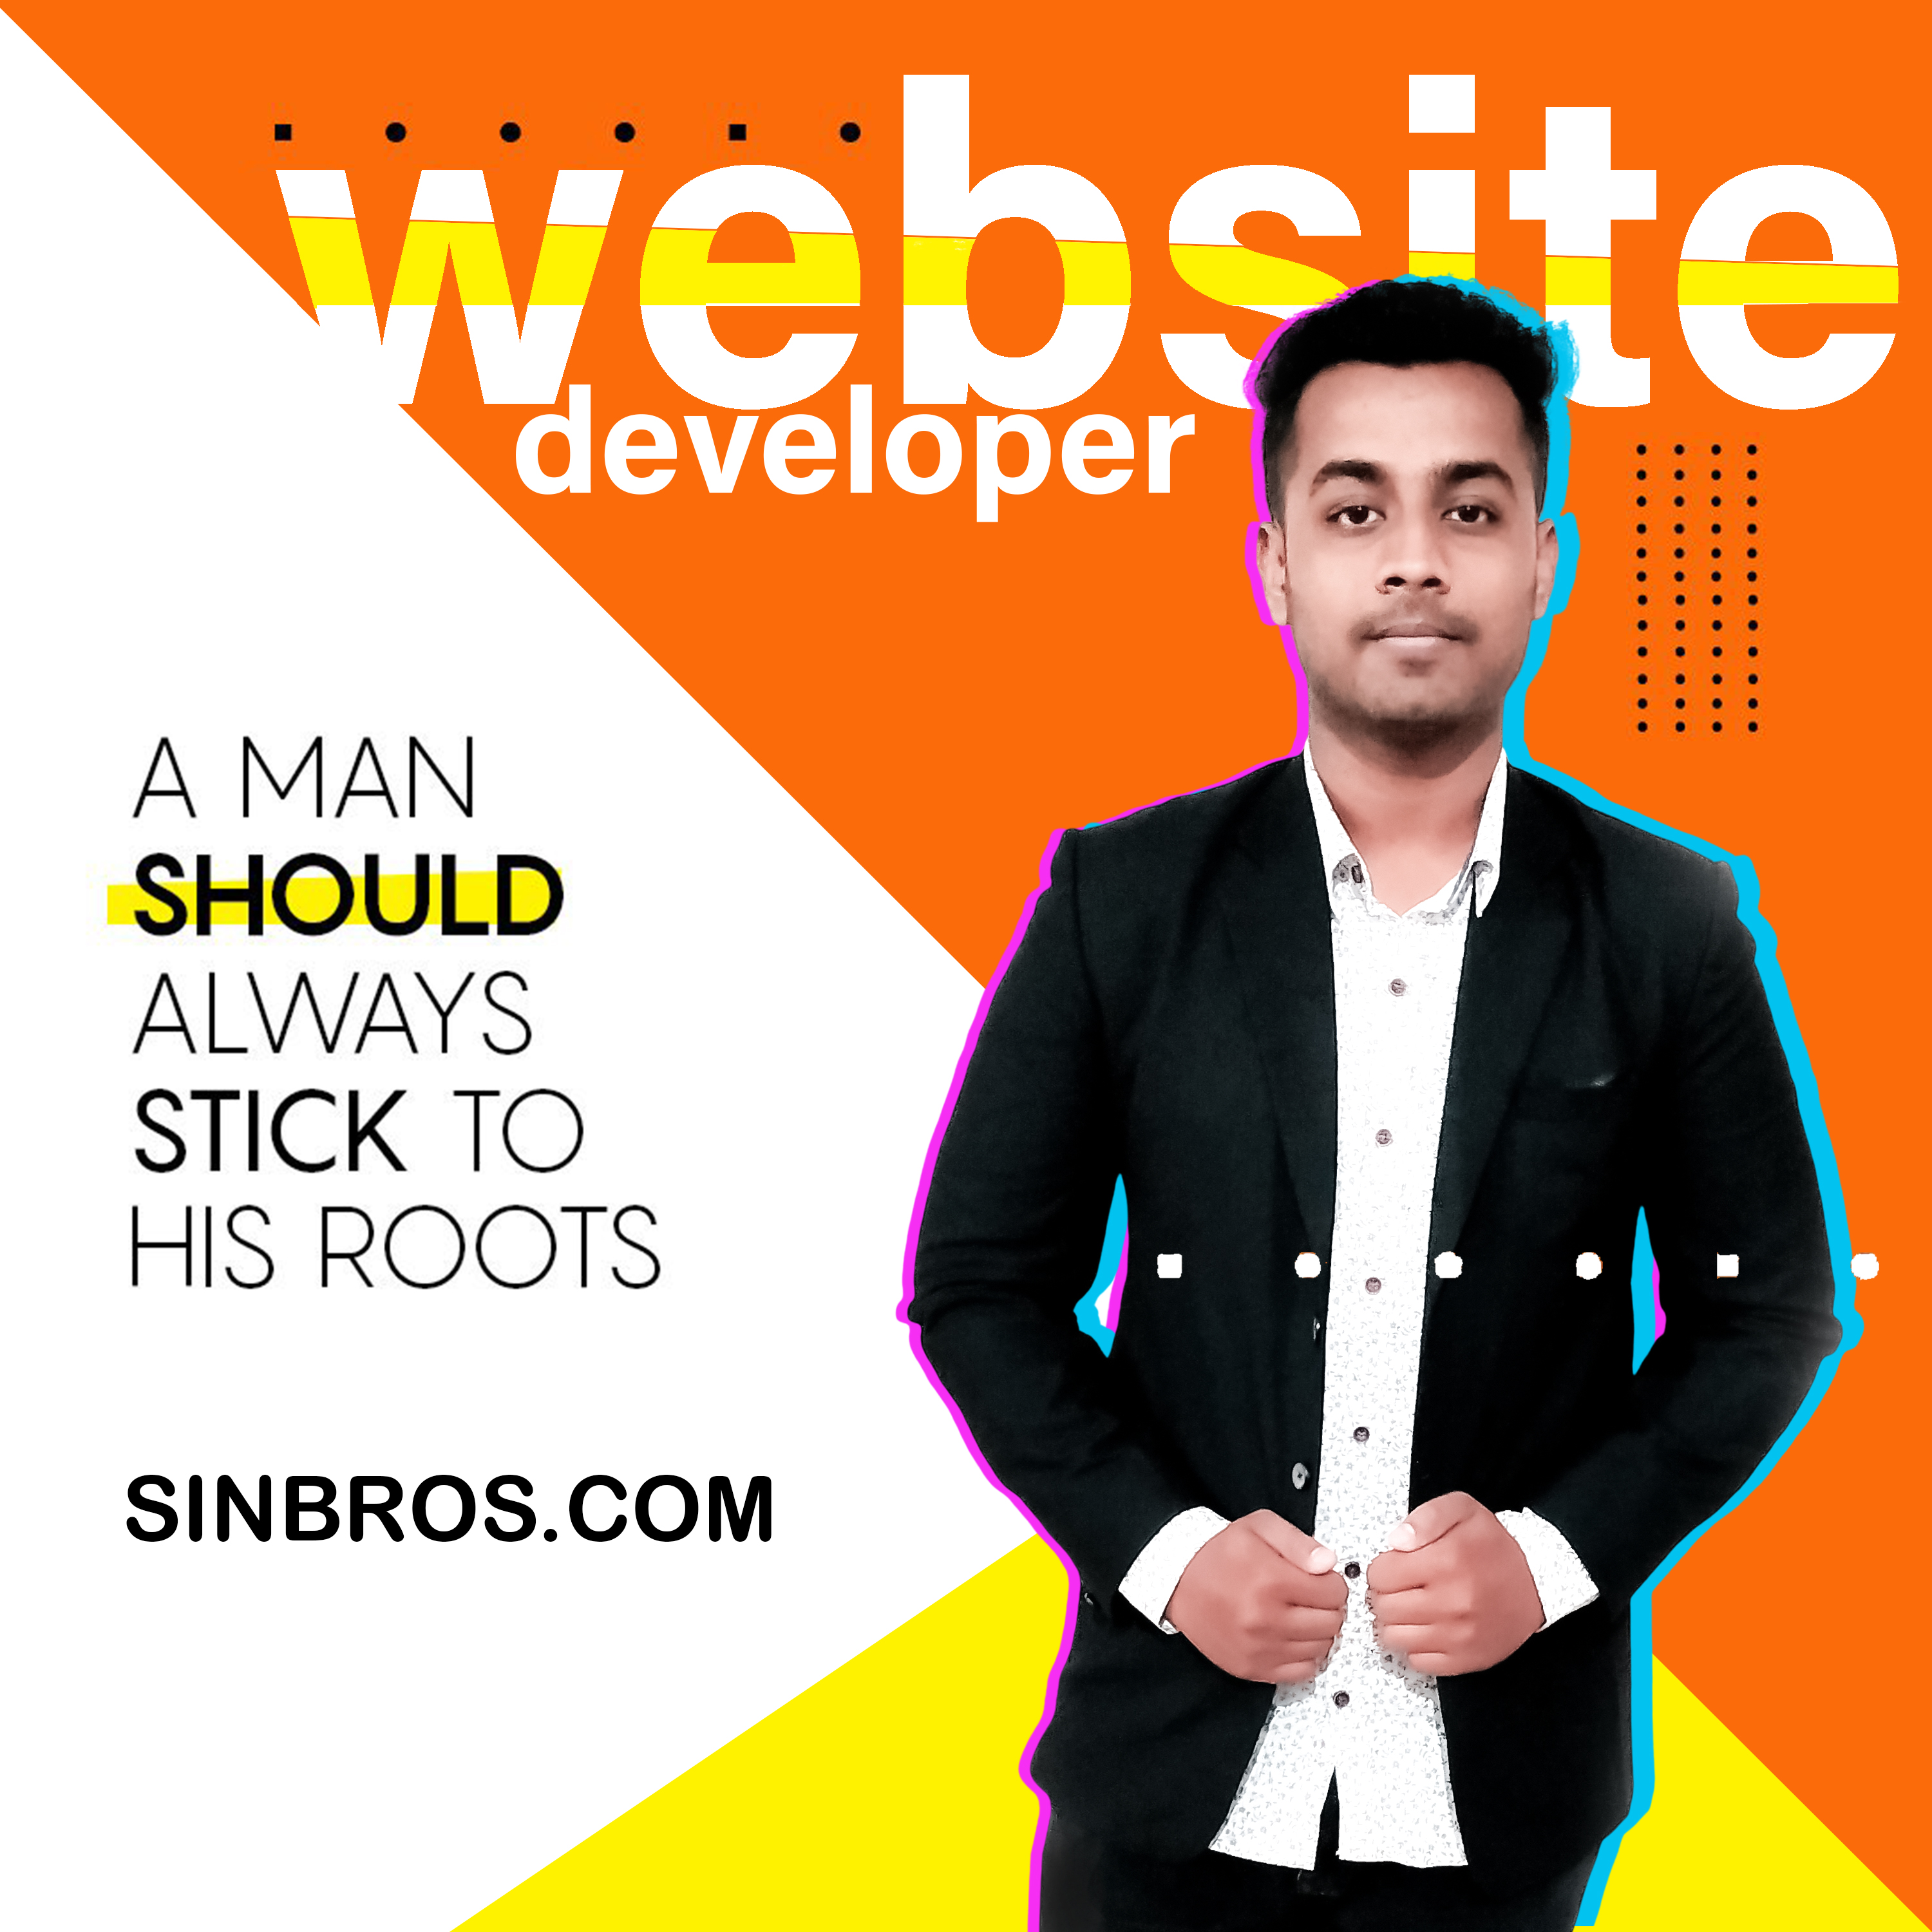 website
developer
A MAN
SHOULD
ALWAYS
STICK TO
HIS ROOTS
SINBROS.COM